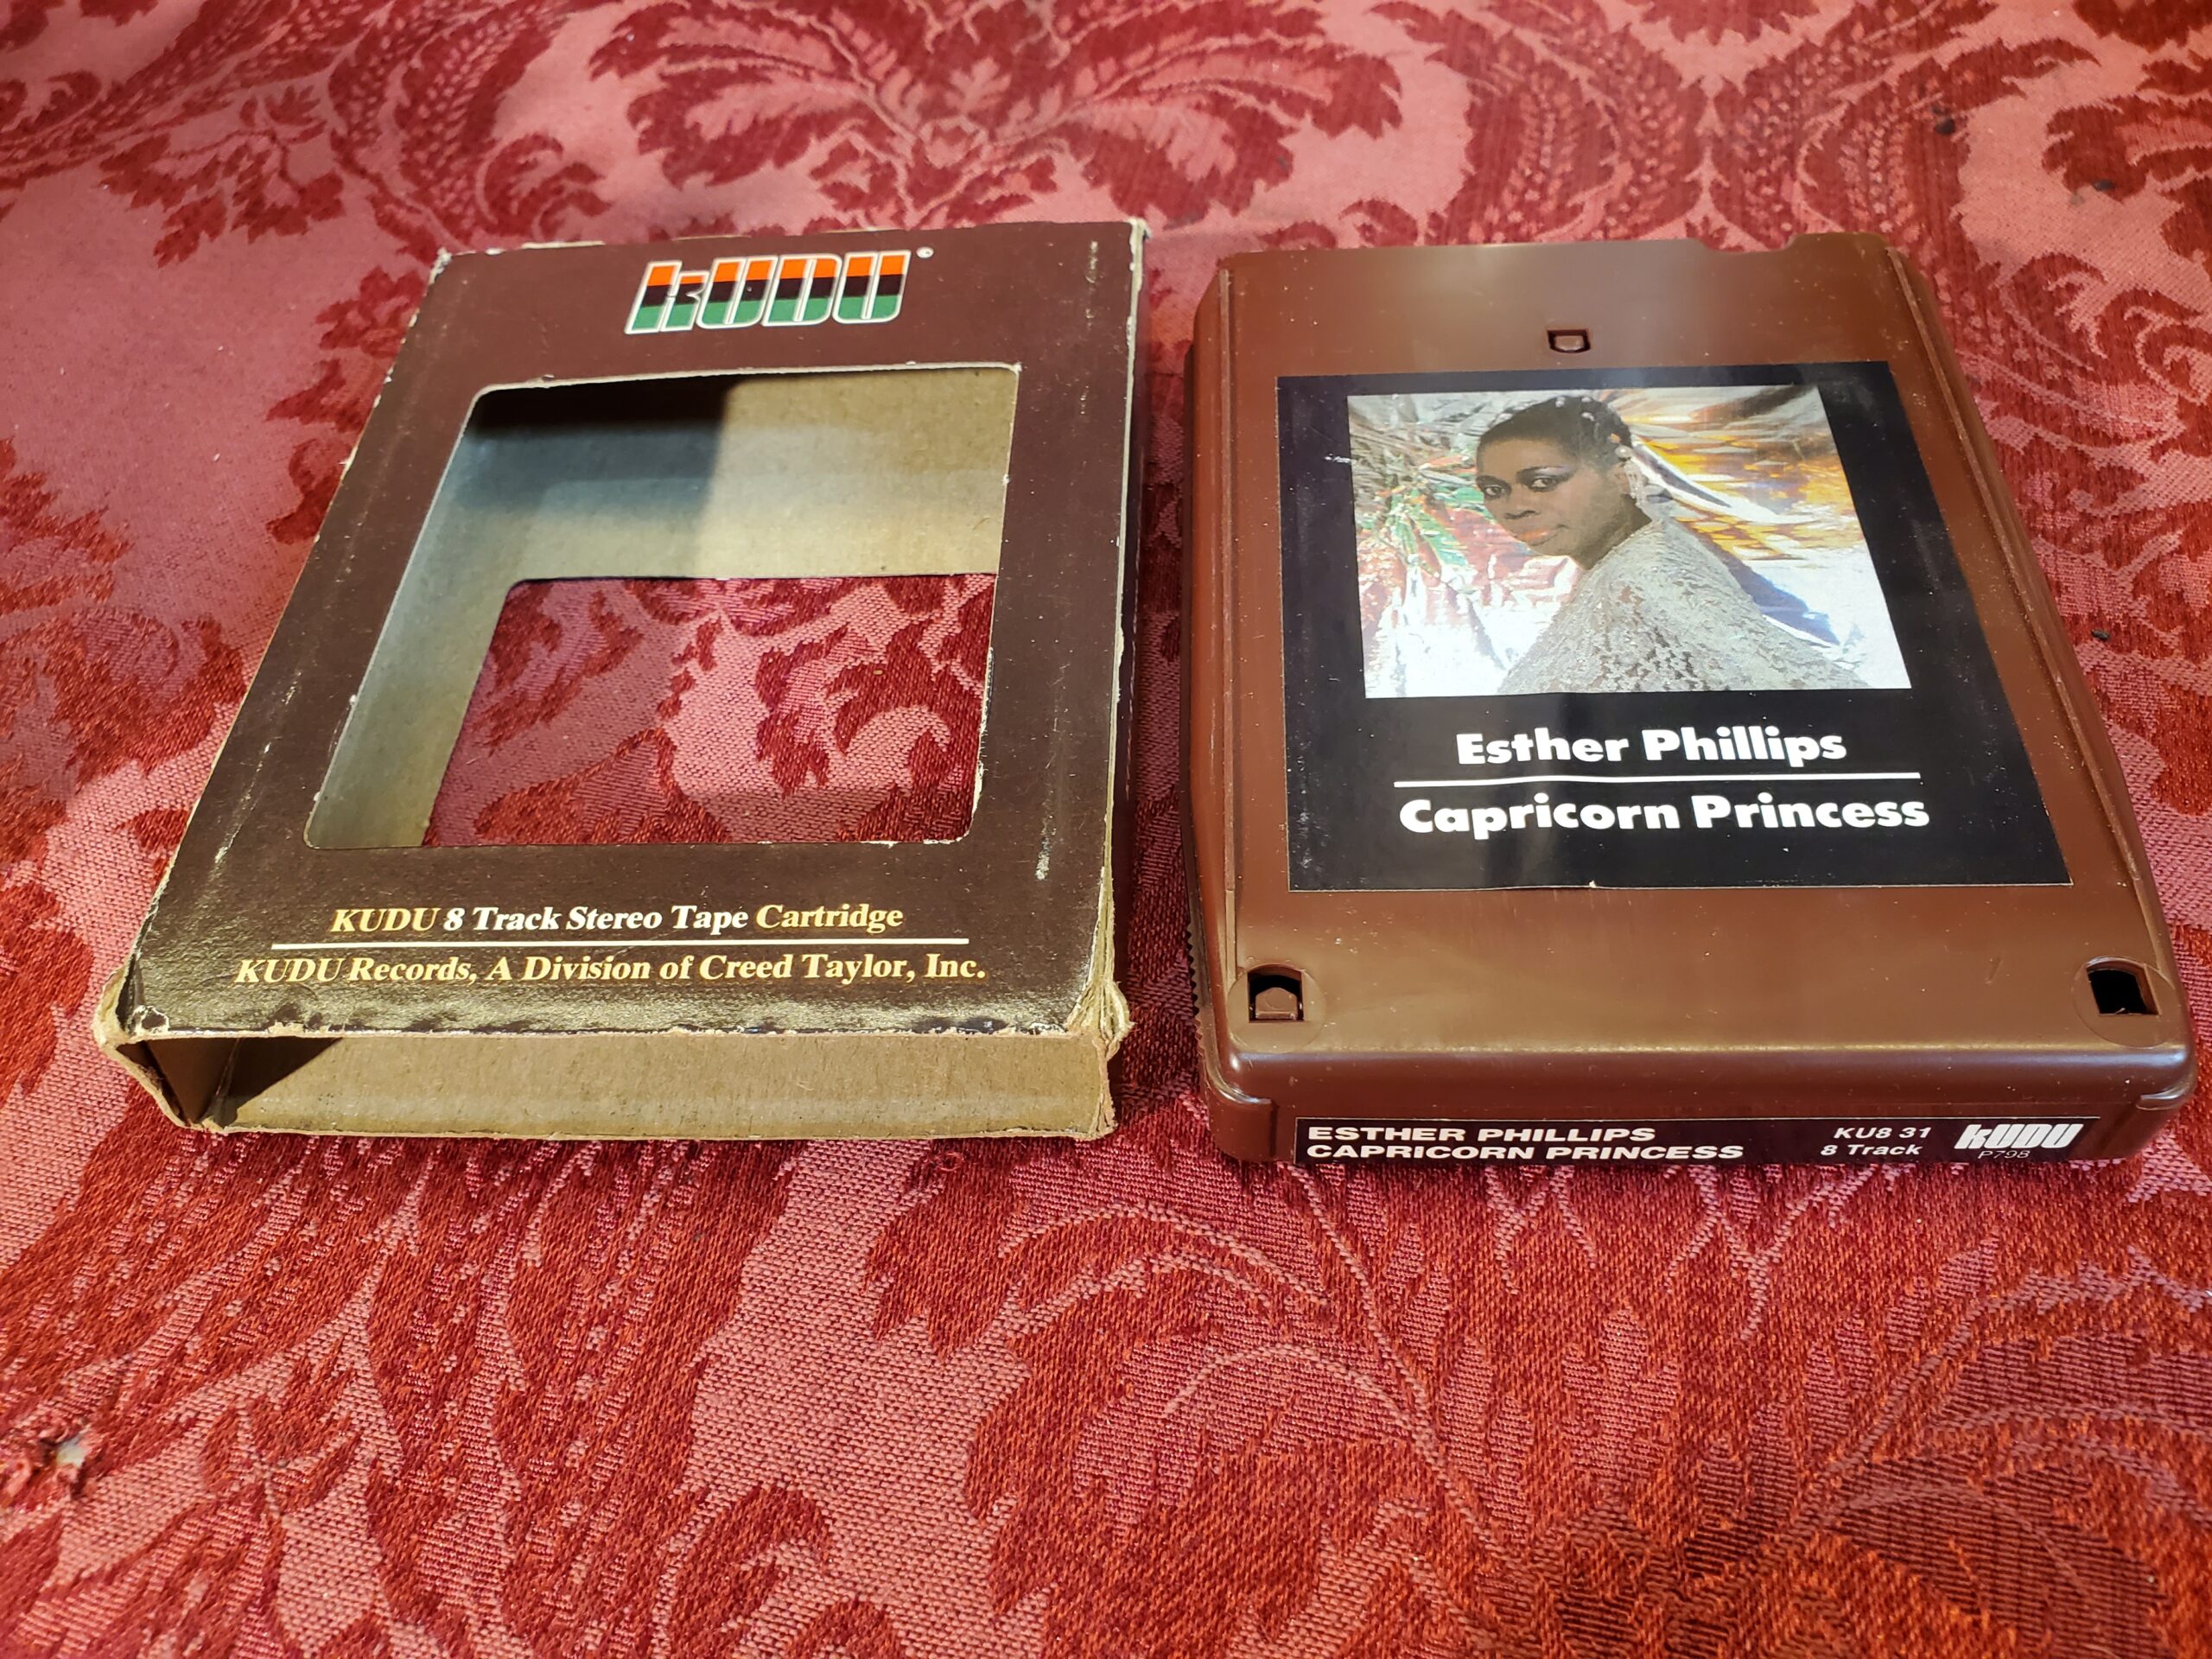 kUDU®
KUDU 8 Track Stereo Tape Cartridge
KUDU Records, A Division of Creed Taylor, Inc.
Esther Phillips
Capricorn Princess
ESTHER PHILLIPS
CAPRICORN PRINCESS
KU8 31
8 Track
kUDU
P798